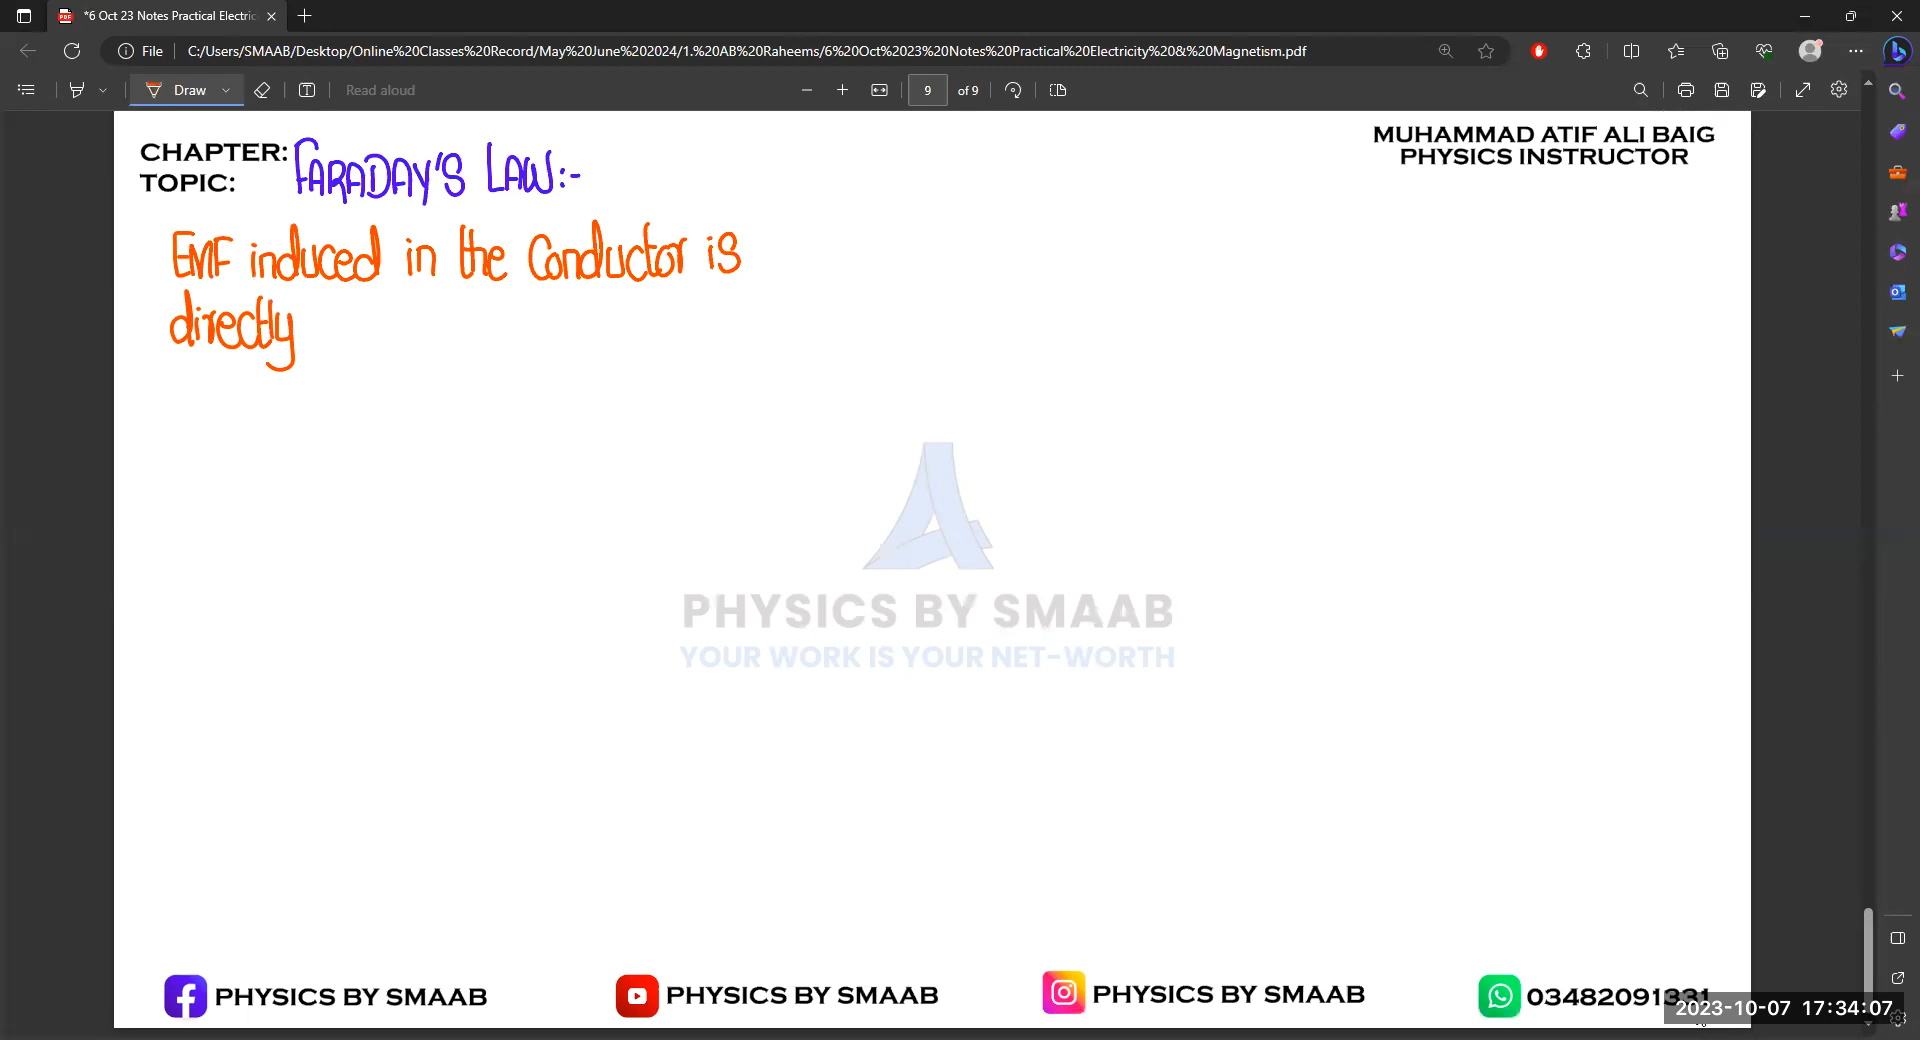 *6 Oct 23 Notes Practical Electric
File
C:/Users/SMAAB/Desktop/Online%20Classes%20Record/May%20June%202024/1.%20AB%20Raheems/6%20Oct%2023%20Notes%20Practical%20Electricity%20&%20Magnetism.pdf
Draw
Read aloud
9 of 9
CHAPTER:
TOPIC:
FARADAY'S LAW:-
MUHAMMAD ATIF ALI BAIG
PHYSICS INSTRUCTOR
EMF induced in the Conductor is
directly
PHYSICS BY SMAAB
YOUR WORK IS YOUR NET-WORTH
PHYSICS BY SMAAB
PHYSICS BY SMAAB
PHYSICS BY SMAAB
03482091331
2023-10-07 17:34:07